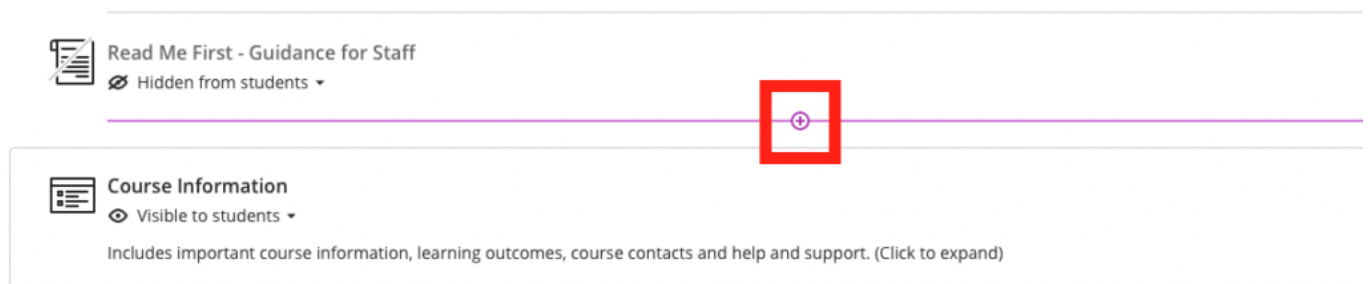 Read Me First - Guidance for Staff
Hidden from students
Course Information
Visible to students
Includes important course information, learning outcomes, course contacts and help and support. (Click to expand)